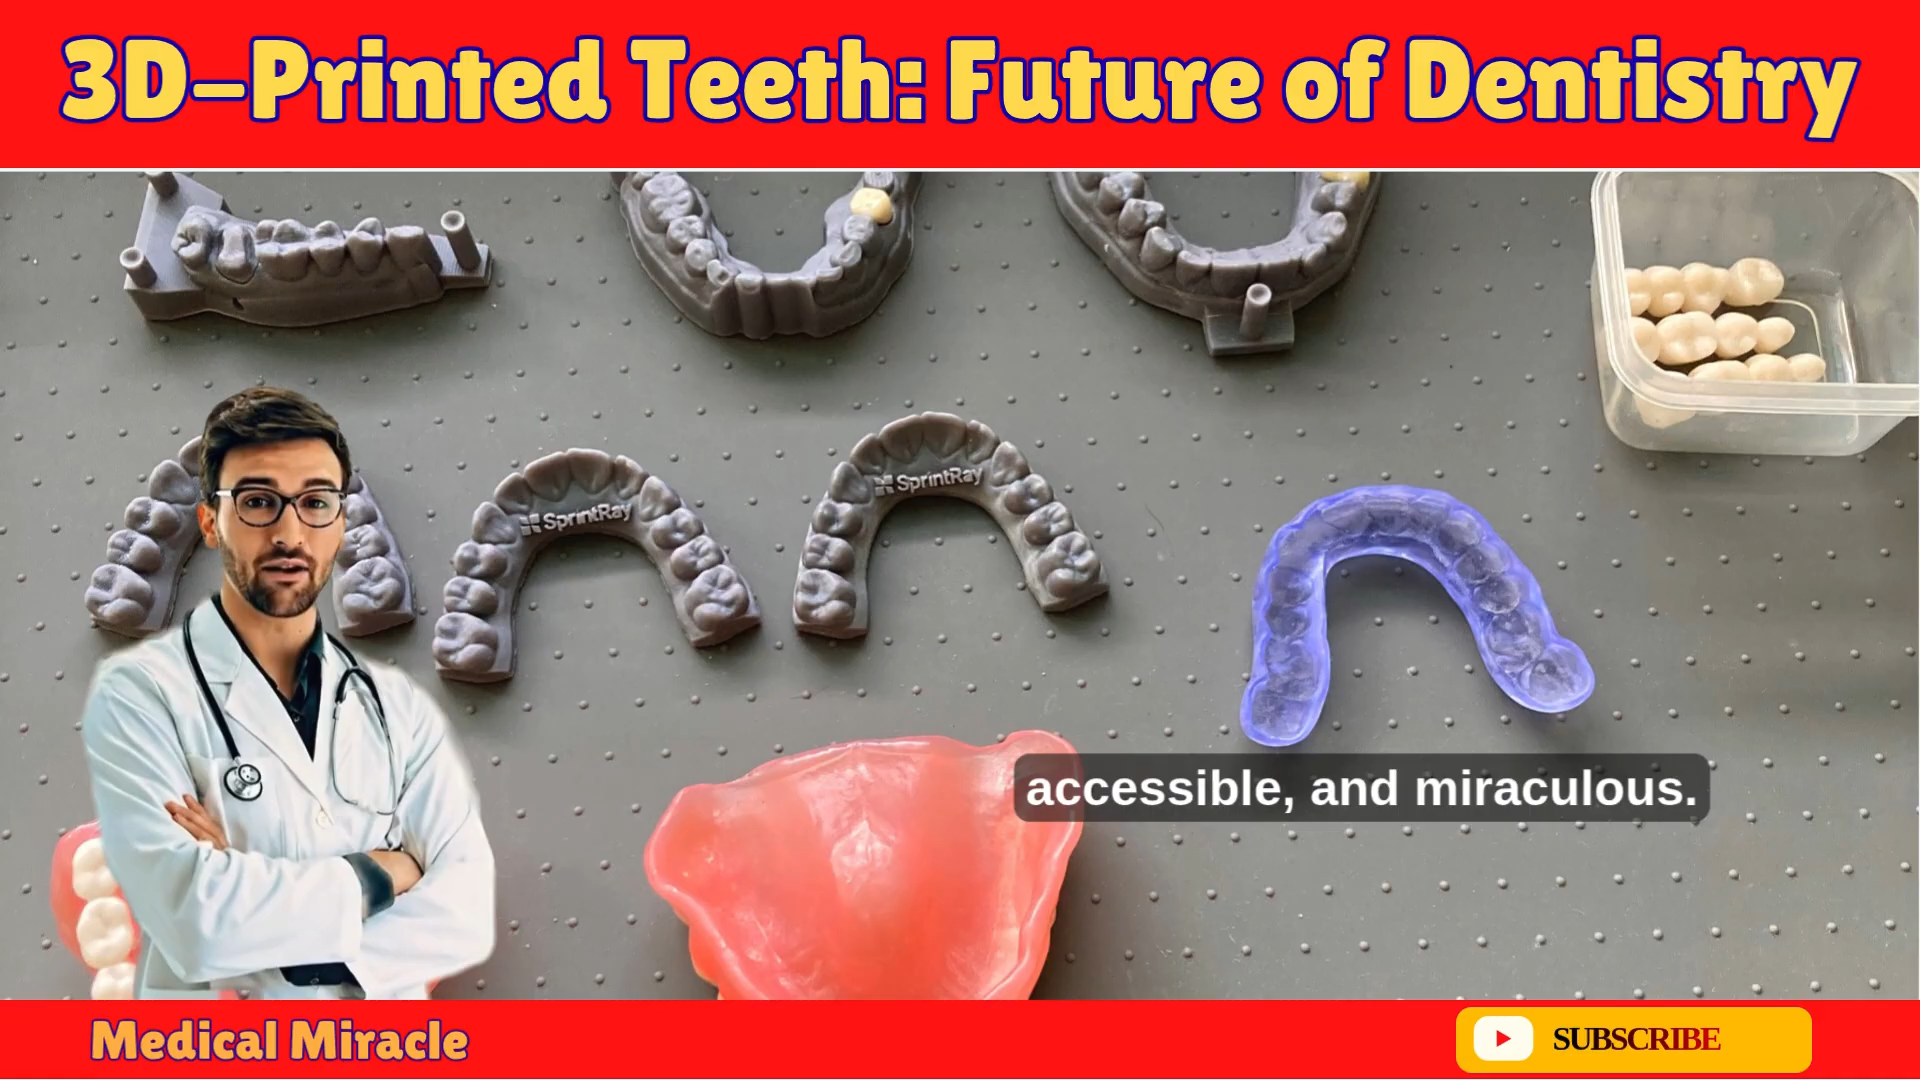 3D-Printed Teeth: Future of Dentistry
SprintRay
SprintRay
accessible, and miraculous.
Medical Miracle
SUBSCRIBE